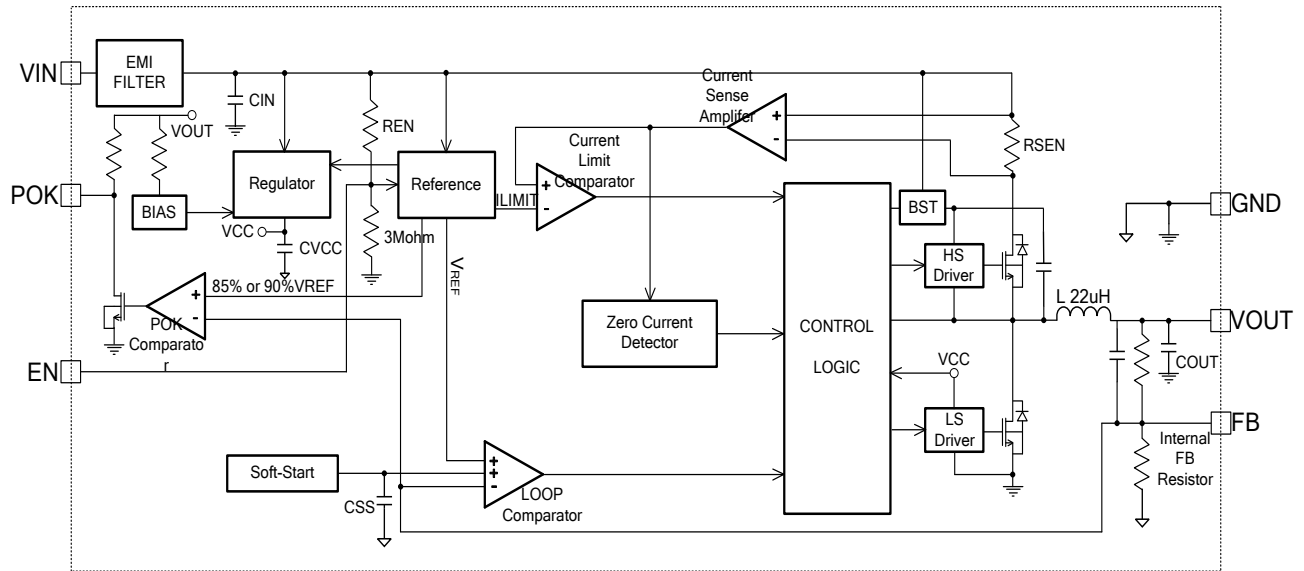 EMI
FILTER
VIN
CIN
VOUT
REN
Current
Sense
Amplifer
+
-
RSEN
POK
Regulator
Reference
Current
Limit
Comparator
+
-
ILIMIT
BIAS
VCC
CVCC
3Mohm
BST
GND
HS
Driver
85% or 90%VREF
VREF
+
-
POK
Comparato
r
L 22uH
Zero Current
Detector
CONTROL
LOGIC
VOUT
COUT
VCC
EN
LS
Driver
FB
Internal
FB
Resistor
Soft-Start
CSS
+
+
-
LOOP
Comparator